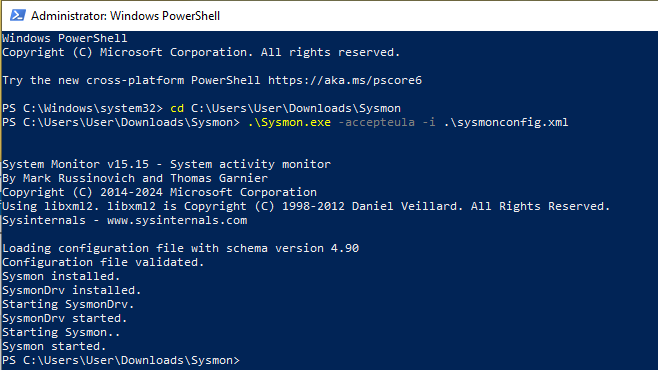 Administrator: Windows PowerShell
Windows PowerShell
Copyright (C) Microsoft Corporation. All rights reserved.
Try the new cross-platform PowerShell https://aka.ms/pscore6
PS C:\Windows\system32> cd C:\Users\User\Downloads\Sysmon
PS C:\Users\User\Downloads\Sysmon> .\Sysmon.exe -accepteula -i .\sysmonconfig.xml
System Monitor v15.15 - System activity monitor
By Mark Russinovich and Thomas Garnier
Copyright (C) 2014-2024 Microsoft Corporation
Using libxml2. libxml2 is Copyright (C) 1998-2012 Daniel Veillard. All Rights Reserved.
Sysinternals - www.sysinternals.com
Loading configuration file with schema version 4.90
Configuration file validated.
Sysmon installed.
SysmonDrv installed.
Starting SysmonDrv.
SysmonDrv started.
Starting Sysmon..
Sysmon started.
PS C:\Users\User\Downloads\Sysmon>